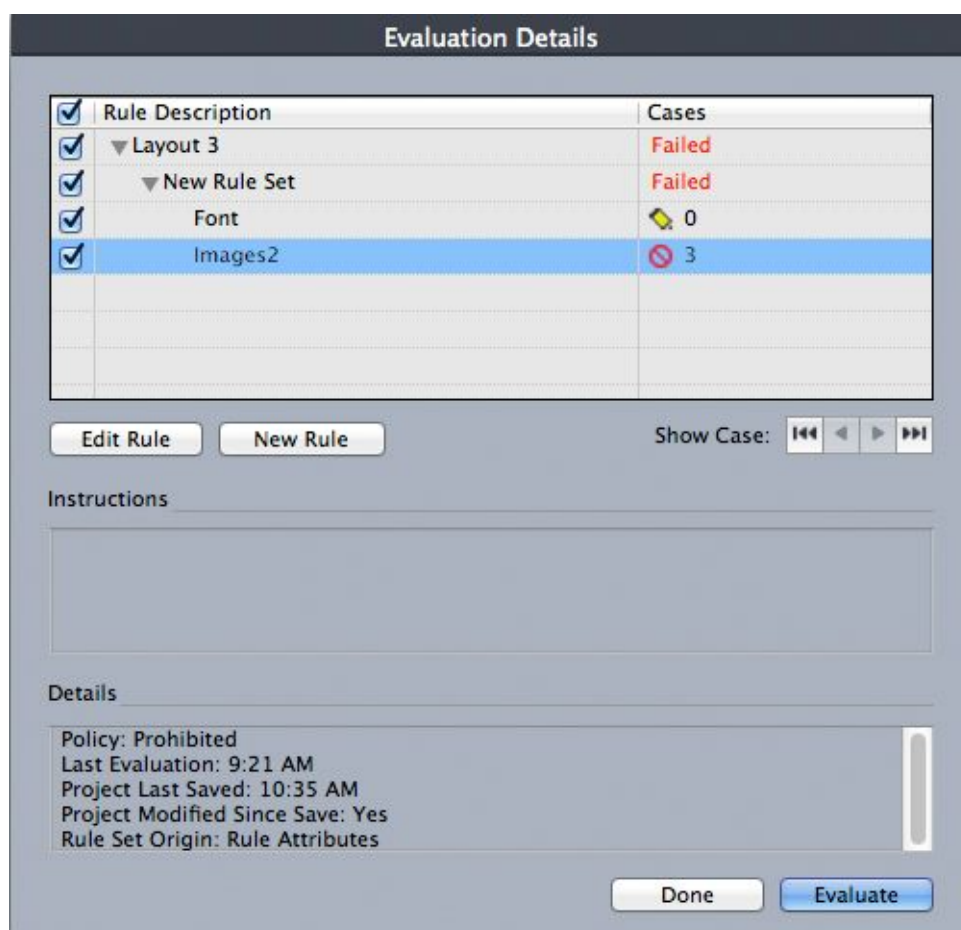 Evaluation Details
Rule Description Cases
Layout 3 Failed
New Rule Set Failed
Font 0
Images2 3
Edit Rule New Rule Show Case:
Instructions
Details
Policy: Prohibited
Last Evaluation: 9:21 AM
Project Last Saved: 10:35 AM
Project Modified Since Save: Yes
Rule Set Origin: Rule Attributes
Done Evaluate